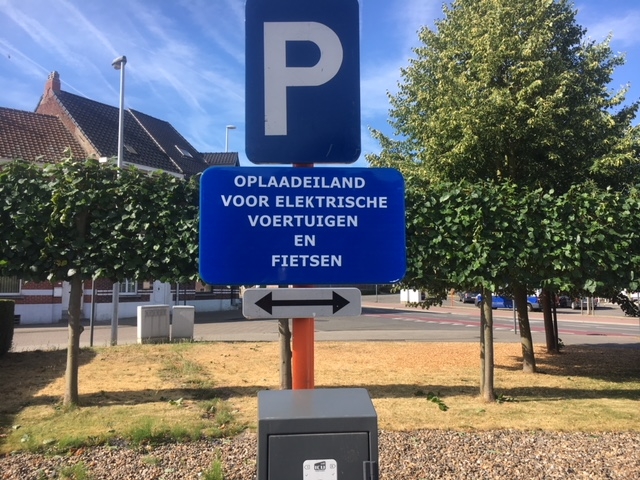 P
OPLAADEILAND
VOOR ELEKTRISCHE
VOERTUIGEN
EN
FIETSEN